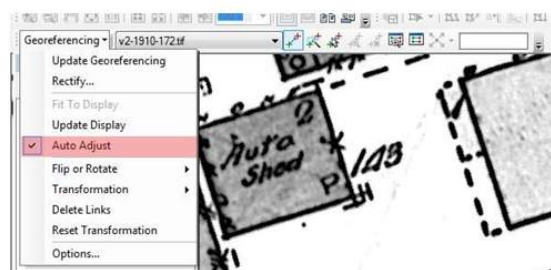 Georeferencing
v2-1910-172.tif
Update Georeferencing
Rectify...
Fit To Display
Update Display
Auto Adjust
Flip or Rotate
Transformation
Delete Links
Reset Transformation
Options...
2
Auto
Shed
P
143